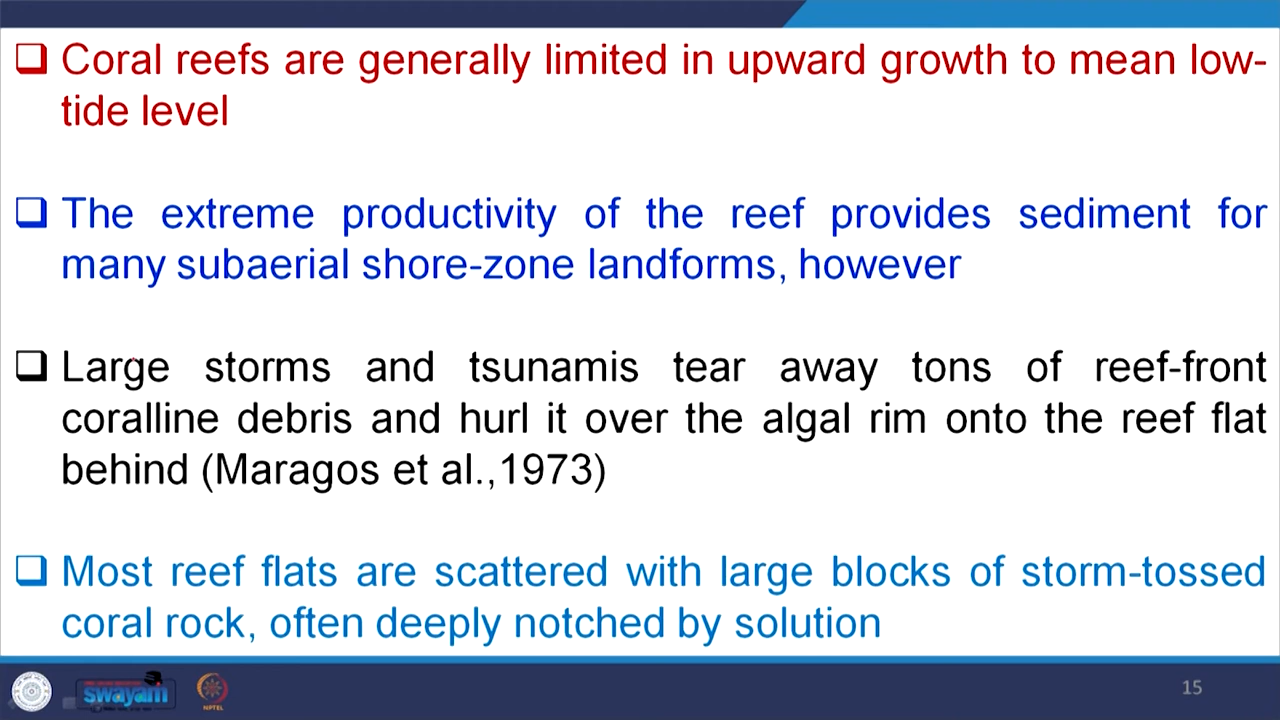 ❑ Coral reefs are generally limited in upward growth to mean low-
tide level
❑ The extreme productivity of the reef provides sediment for
many subaerial shore-zone landforms, however
❑ Large storms and tsunamis tear away tons of reef-front
coralline debris and hurl it over the algal rim onto the reef flat
behind (Maragos et al.,1973)
❑ Most reef flats are scattered with large blocks of storm-tossed
coral rock, often deeply notched by solution
swayam
NPTEL
15